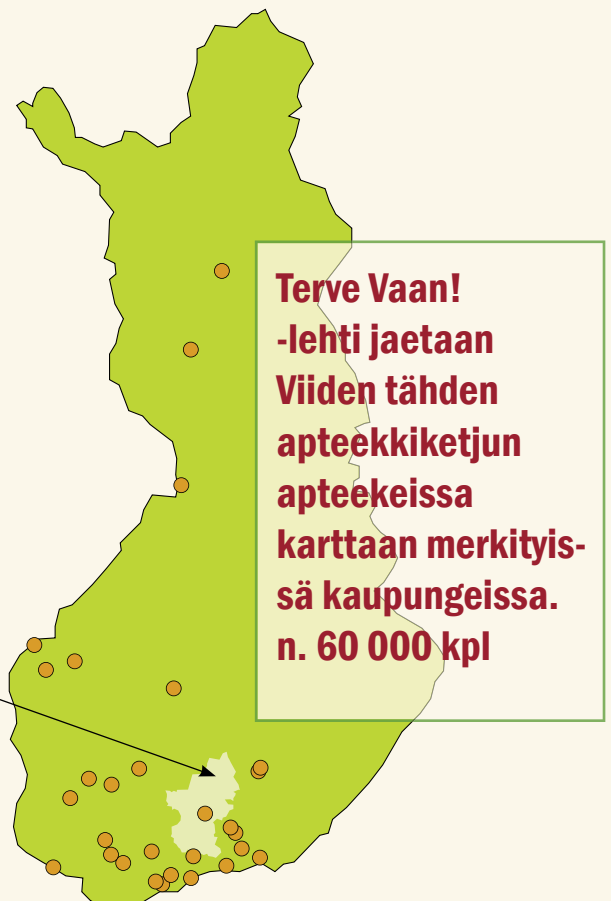 Terve Vaan!
-lehti jaetaan
Viiden tähden
apteekkiketjun
apteekeissa
karttaan merkityis-
sä kaupungeissa.
n. 60 000 kpl